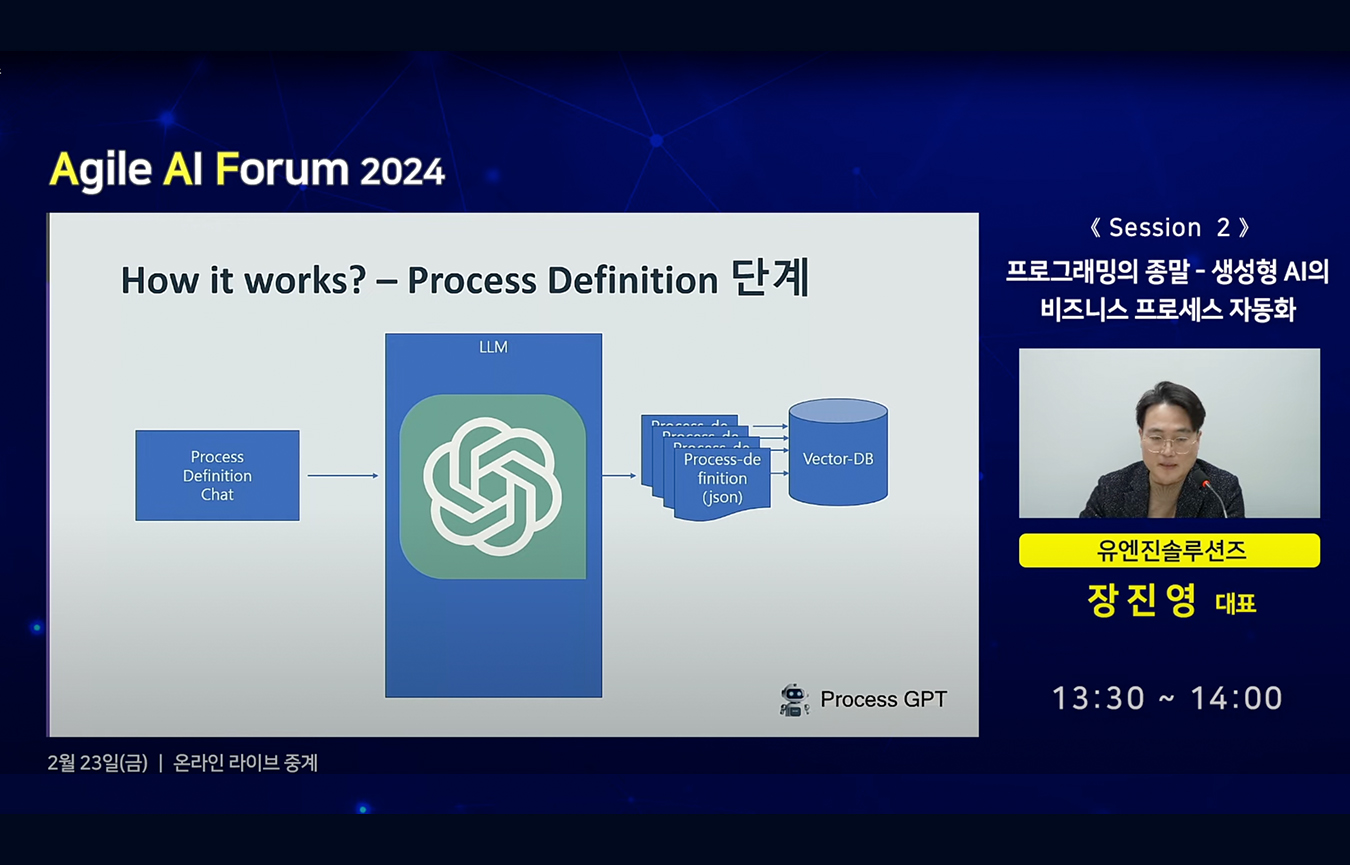 Agile AI Forum 2024
How it works? – Process Definition 단계
Process
Definition
Chat
LLM
Process-de
Process-de
Process-de
Process-de
finition
(json)
Vector-DB
Process GPT
《 Session 2 》
프로그래밍의 종말 - 생성형 AI의
비즈니스 프로세스 자동화
유엔진솔루션즈
장진영 대표
13:30 ~ 14:00
2월 23일(금) | 온라인 라이브 중계